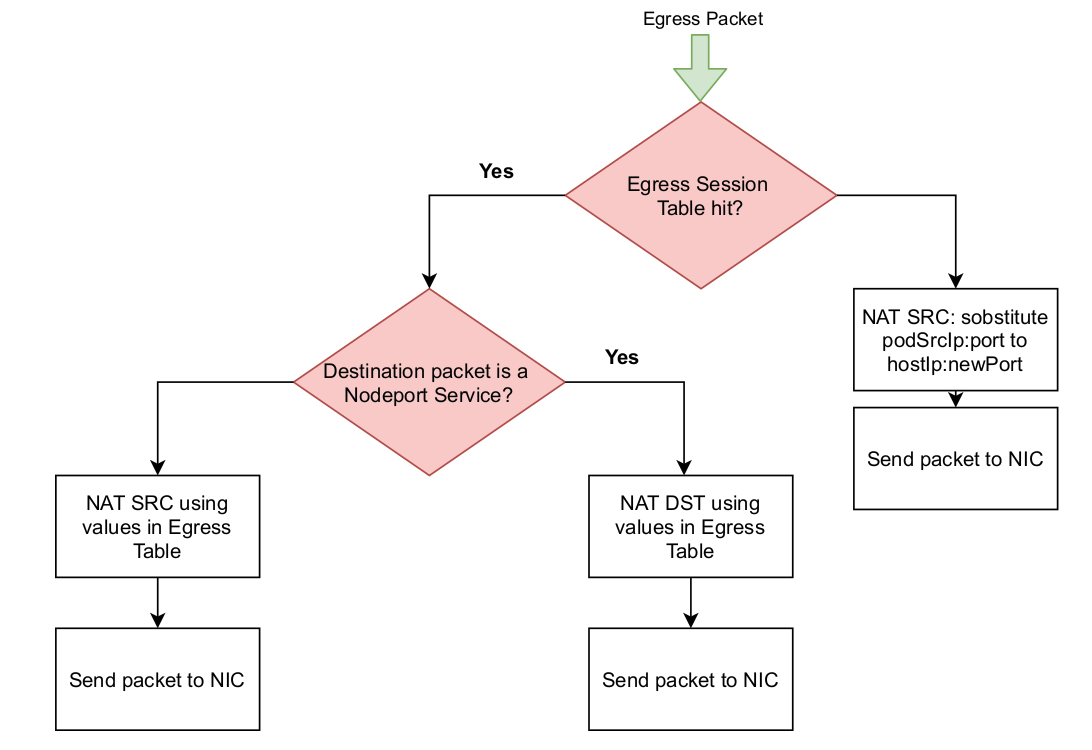 Egress Packet
Yes
Egress Session
Table hit?
NAT SRC: sobstitute
podSrcIp:port to
hostIp:newPort
Send packet to NIC
Destination packet is a
Nodeport Service?
Yes
NAT SRC using
values in Egress
Table
NAT DST using
values in Egress
Table
Send packet to NIC
Send packet to NIC